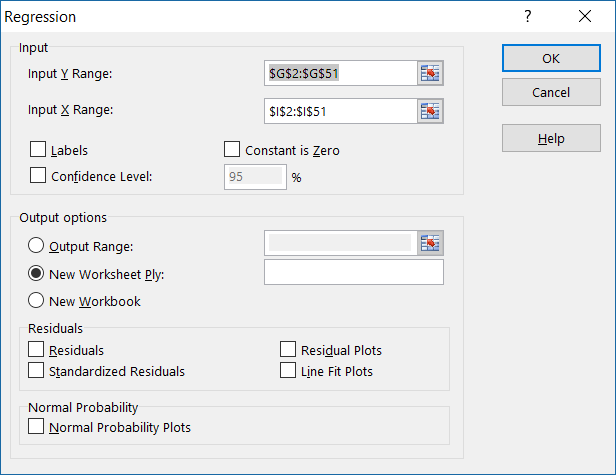 Regression ?
Input
Input Y Range: $G$2:$G$51
Input X Range: $I$2:$I$51
Labels Constant is Zero
Confidence Level: 95 %
Output options
Output Range:
New Worksheet Ply:
New Workbook
Residuals
Residuals Residual Plots
Standardized Residuals Line Fit Plots
Normal Probability
Normal Probability Plots
OK
Cancel
Help